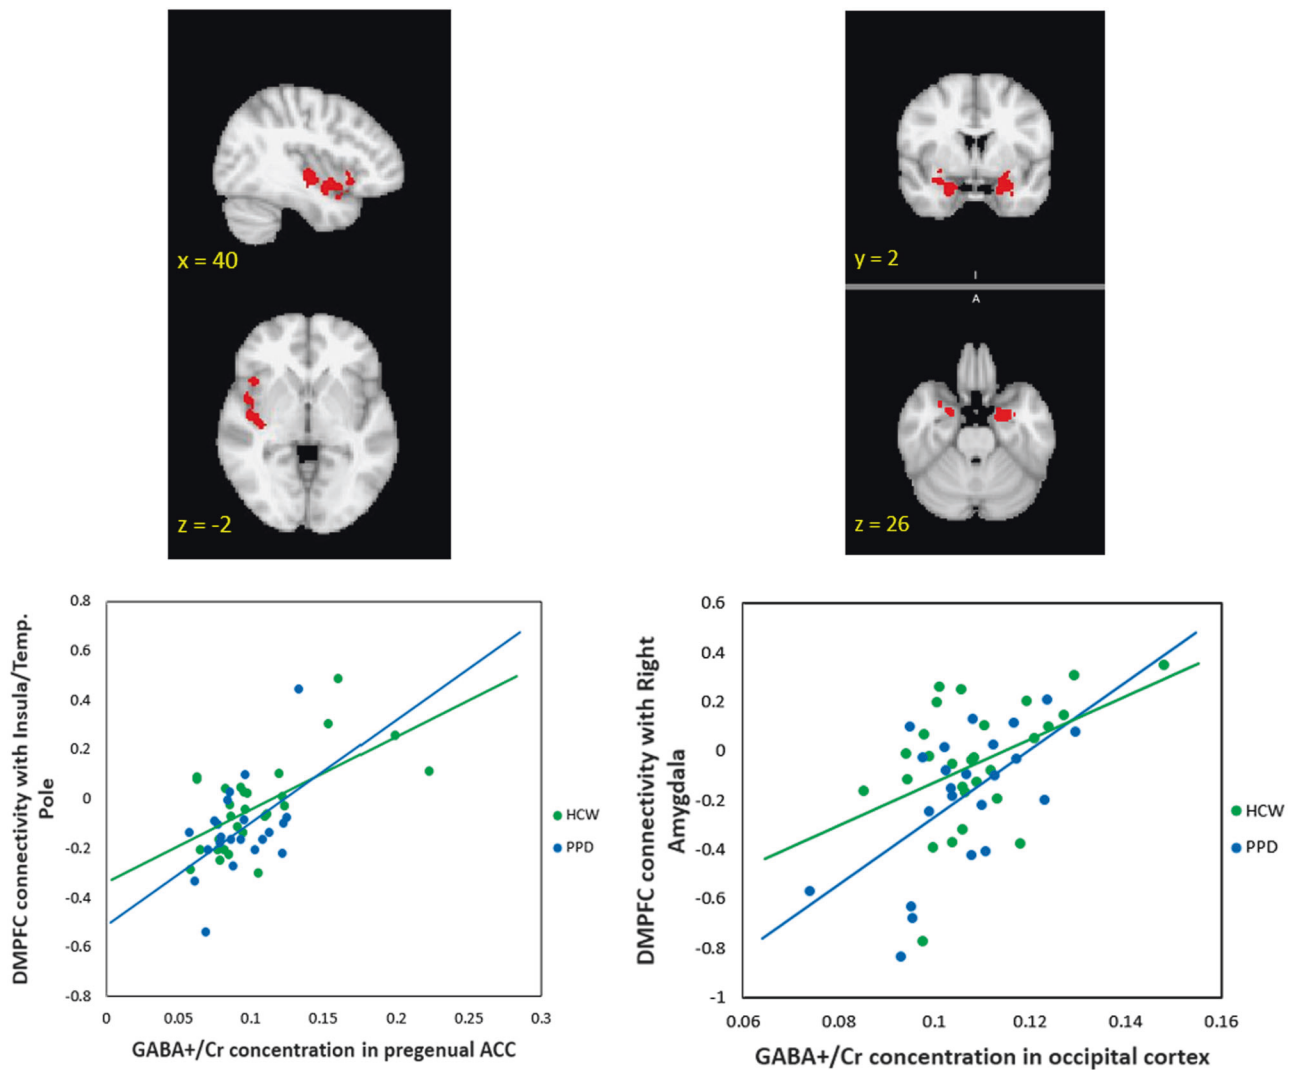 x = 40
z = -2
y = 2
I
A
z = 26
DMPFC connectivity with Insula/Temp.
Pole
0.8
0.6
0.4
0.2
0
-0.2
-0.4
-0.6
-0.8
0 0.05 0.1 0.15 0.2 0.25 0.3
GABA+/Cr concentration in pregenual ACC
HCW
PPD
DMPFC connectivity with Right
Amygdala
0.6
0.4
0.2
0
-0.2
-0.4
-0.6
-0.8
-1
0.06 0.08 0.1 0.12 0.14 0.16
GABA+/Cr concentration in occipital cortex
HCW
PPD